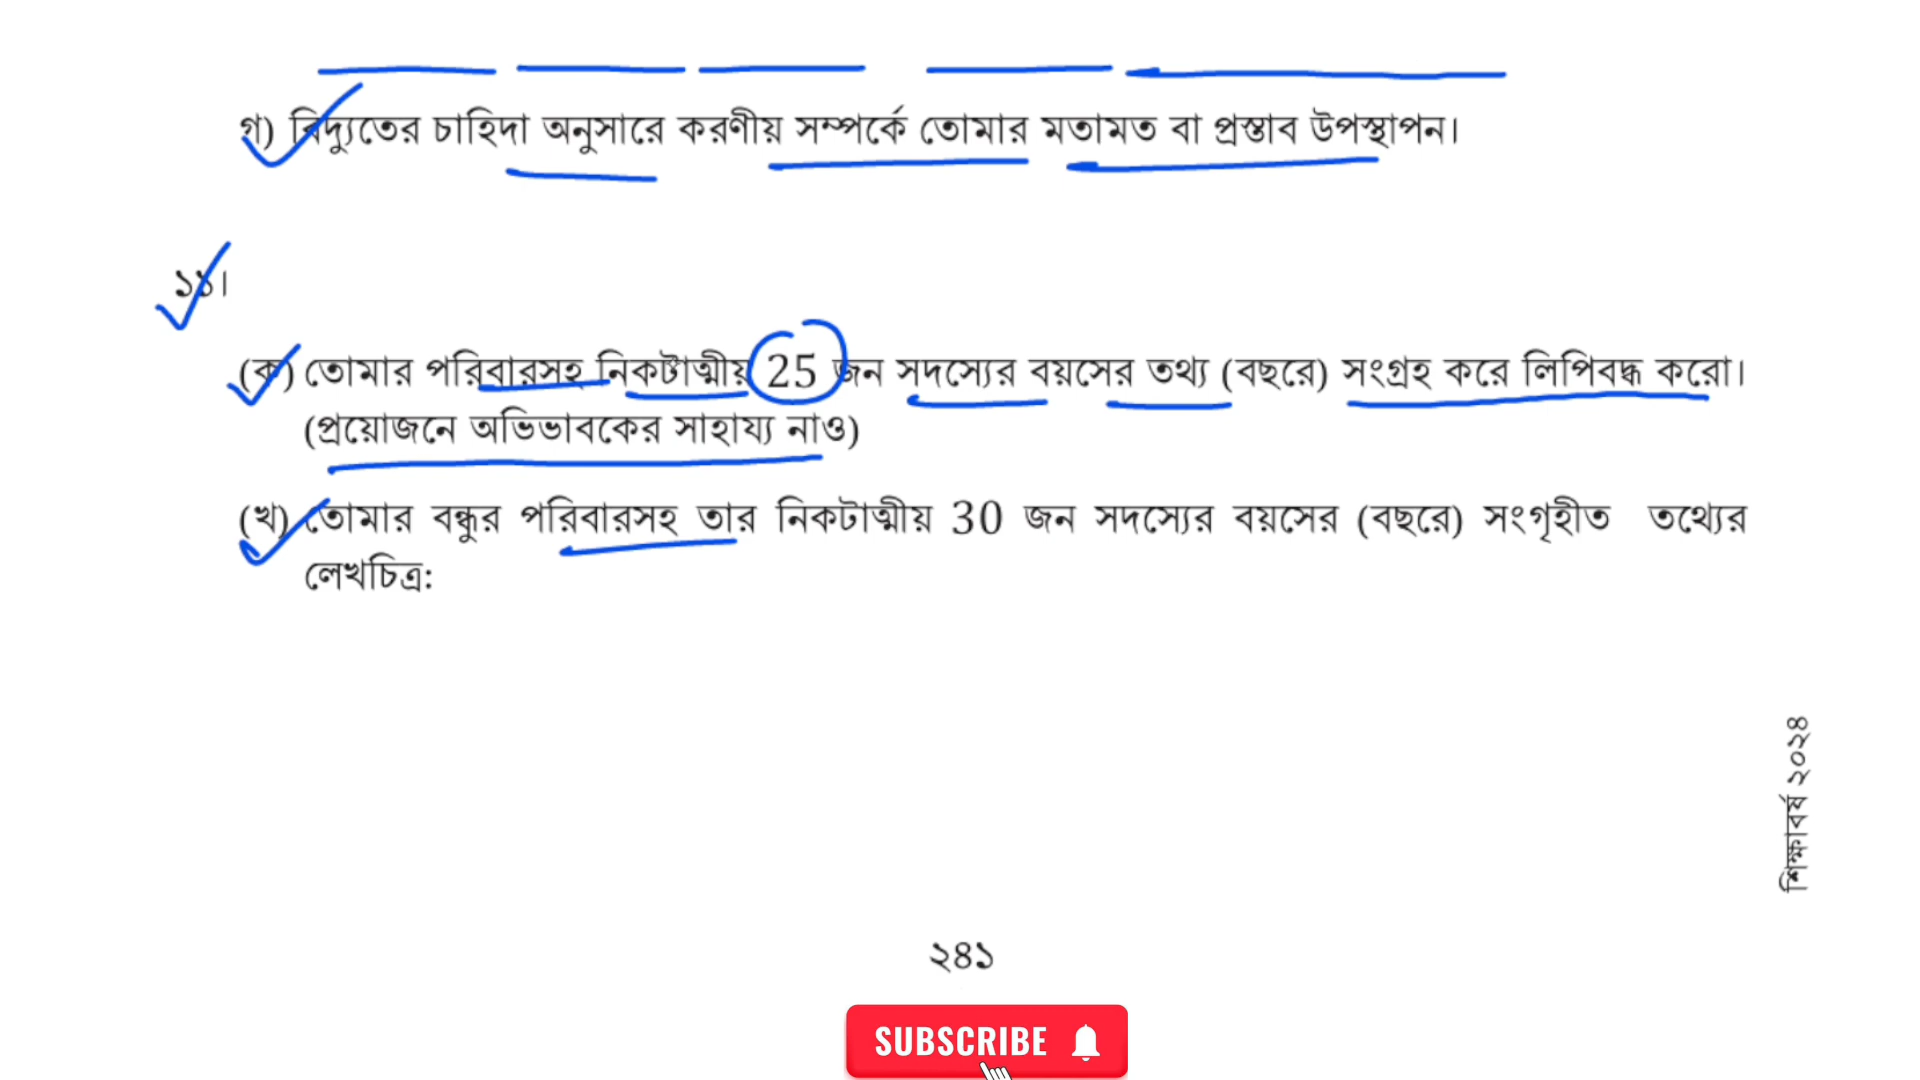 গ) বিদ্যুতের চাহিদা অনুসারে করণীয় সম্পর্কে তোমার মতামত বা প্রস্তাব উপস্থাপন।
১১।
(ক) তোমার পরিবারসহ নিকটাত্মীয় 25 জন সদস্যের বয়সের তথ্য (বছরে) সংগ্রহ করে লিপিবদ্ধ করো।
(প্রয়োজনে অভিভাবকের সাহায্য নাও)
(খ) তোমার বন্ধুর পরিবারসহ তার নিকটাত্মীয় 30 জন সদস্যের বয়সের (বছরে) সংগৃহীত তথ্যের
লেখচিত্র:
শিক্ষাবর্ষ ২০২৪
২৪১
SUBSCRIBE